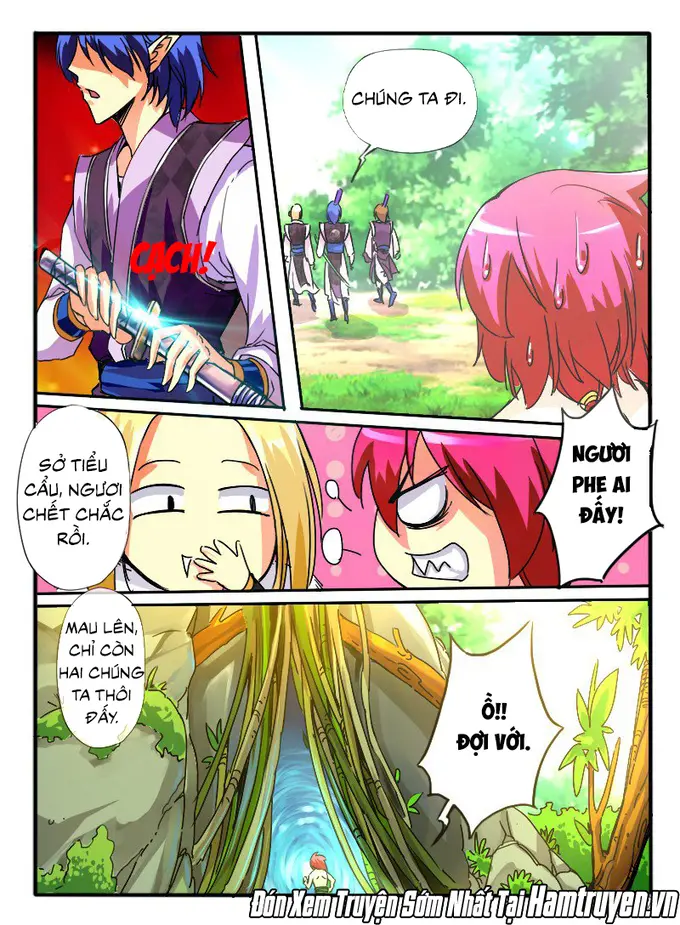 CẠCH!
CHÚNG TA ĐI.
SỞ TIỂU
CẨU, NGƯƠI
CHẾT CHẮC
RỒI.
NGƯƠI
PHE AI
ĐẤY!
MAU LÊN,
CHỈ CÒN
HAI CHÚNG
TA THÔI
ĐẤY.
Ồ!!
ĐỢI VỚI.
Đón Xem Truyện Sớm Nhất Tại Hamtruyen.vn